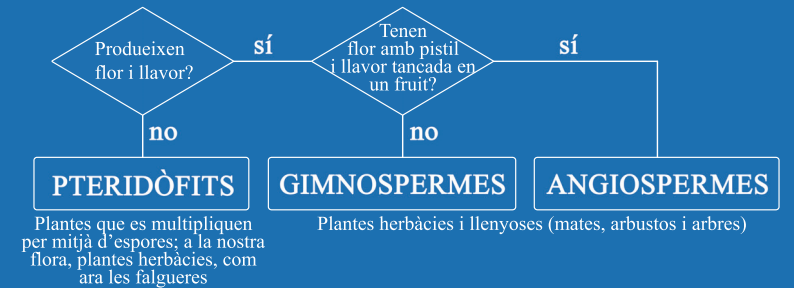 Produeixen
flor i llavor?
sí
Tenen
flor amb pistil
i llavor tancada en
un fruit?
sí
no
no
PTERIDÒFITS
GIMNOSPERMES
ANGIOSPERMES
Plantes que es multipliquen
per mitjà d'espores; a la nostra
flora, plantes herbàcies, com
ara les falgueres
Plantes herbàcies i llenyoses (mates, arbustos i arbres)